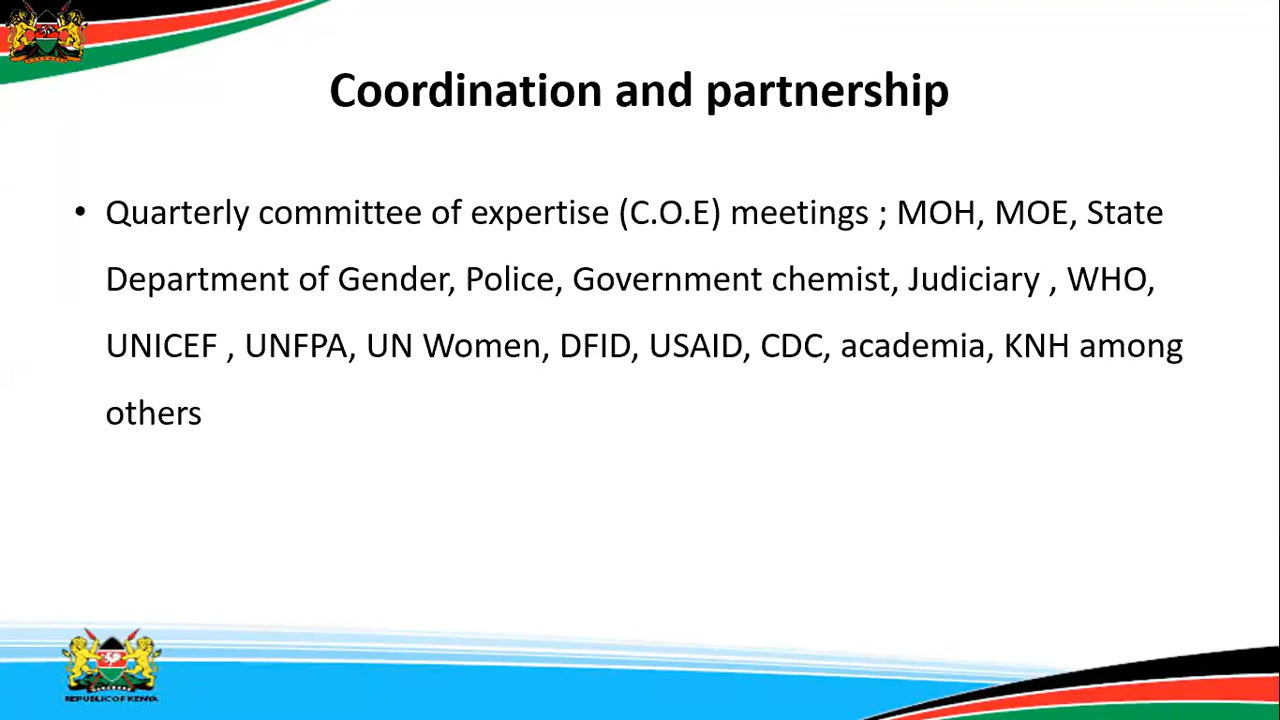 Coordination and partnership
• Quarterly committee of expertise (C.O.E) meetings ; MOH, MOE, State
Department of Gender, Police, Government chemist, Judiciary , WHO,
UNICEF , UNFPA, UN Women, DFID, USAID, CDC, academia, KNH among
others
REPUBLIC OF KENYA